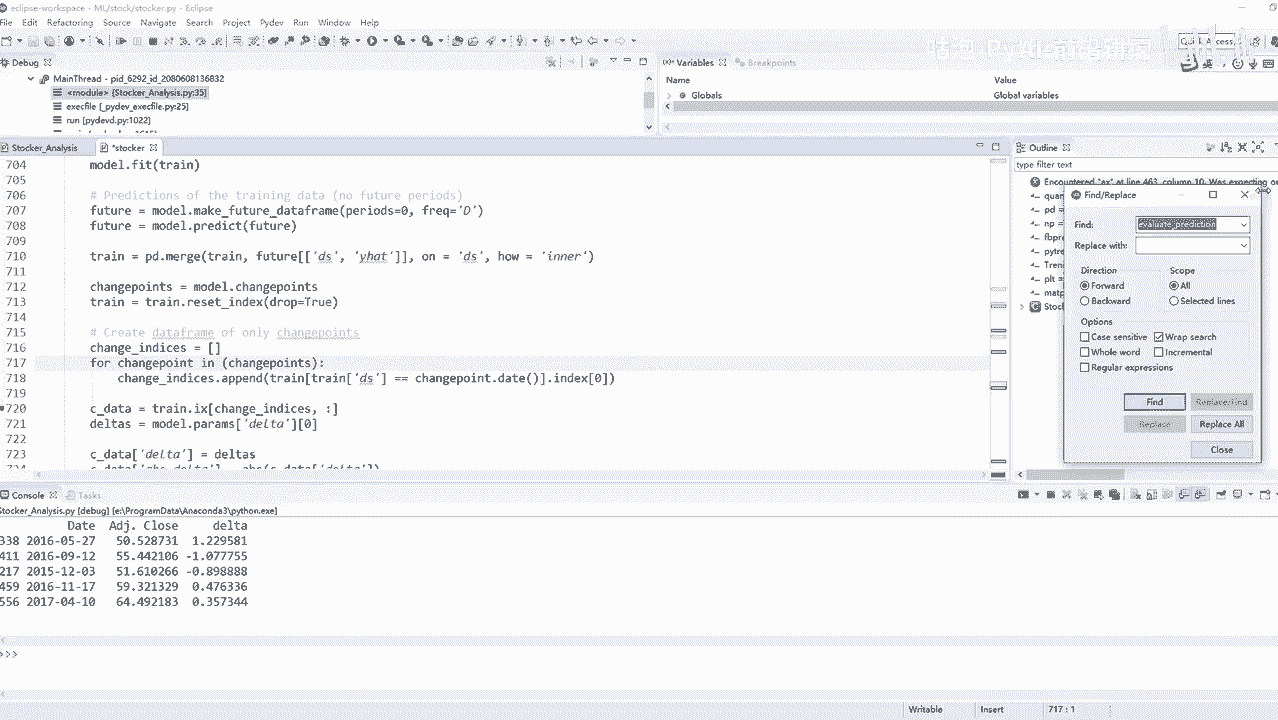 eclipse-workspace - ML/stock/stocker.py - Eclipse
File Edit Refactoring Source Navigate Search Project Pydev Run Window Help
Debug
MainThread - pid_6292_id_2080608136832
<module> [Stocker_Analysis.py:35]
execfile [_pydev_execfile.py:25]
run [pydevd.py:1022]
Variables Breakpoints
Name Value
Globals Global variables
Stocker_Analysis *stocker
704 model.fit(train)
705
706 # Predictions of the training data (no future periods)
707 future = model.make_future_dataframe(periods=0, freq='D')
708 future = model.predict(future)
709
710 train = pd.merge(train, future[['ds', 'yhat']], on = 'ds', how = 'inner')
711
712 changepoints = model.changepoints
713 train = train.reset_index(drop=True)
714
715 # Create dataframe of only changepoints
716 change_indices = []
717 for changepoint in (changepoints):
718 change_indices.append(train[train['ds'] == changepoint.date()].index[0])
719
720 c_data = train.ix[change_indices, :]
721 deltas = model.params['delta'][0]
722
723 c_data['delta'] = deltas
Outline
type filter text
Encountered "ax" at line 463, column 10. Was expecting
quan
pd =
np =
fbpro
pytre
Tren
plt =
matp
Stoc
Find/Replace
Find: evaluate_prediction
Replace with:
Direction Scope
Forward All
Backward Selected lines
Options
Case sensitive Wrap search
Whole word Incremental
Regular expressions
Find Replace/Find
Replace Replace All
Close
Console Tasks
Stocker_Analysis.py [debug] [e:\ProgramData\Anaconda3\python.exe]
Date Adj. Close delta
338 2016-05-27 50.528731 1.229581
411 2016-09-12 55.442106 -1.077755
217 2015-12-03 51.610266 -0.898888
459 2016-11-17 59.321329 0.476336
556 2017-04-10 64.492183 0.357344
>>>
Writable Insert 717 : 1